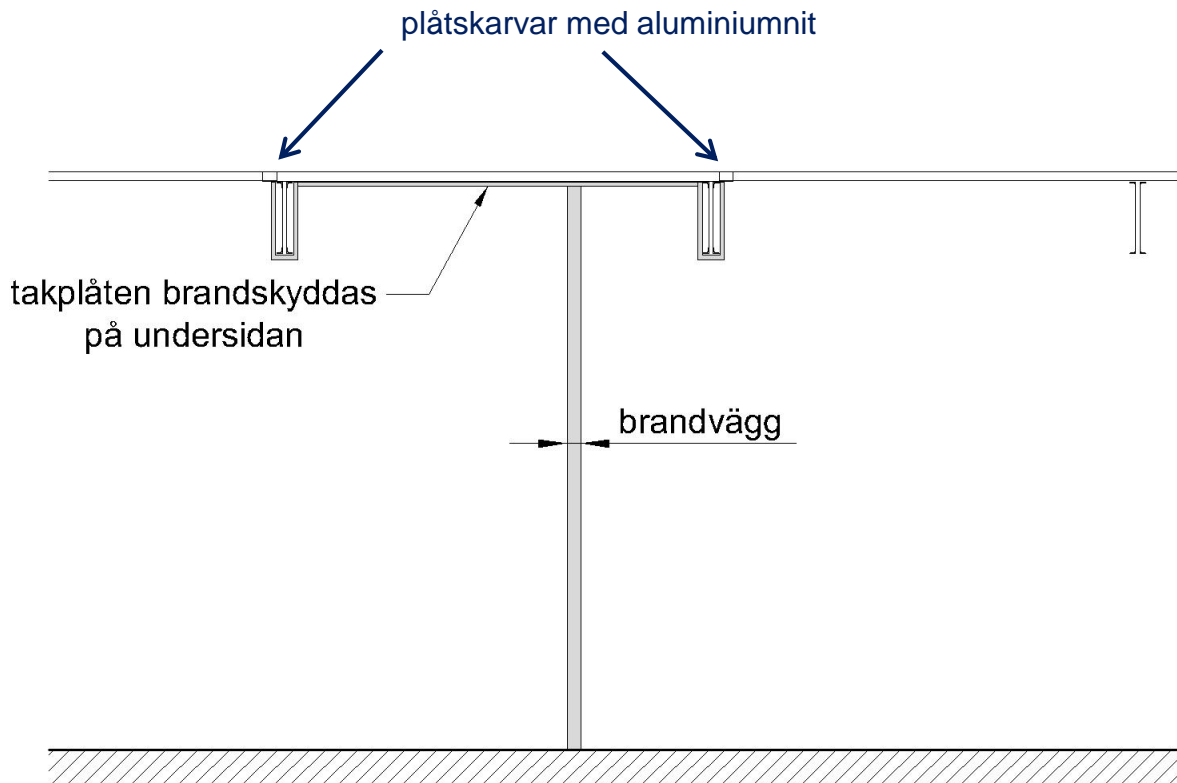 plåtskarvar med aluminiumnit
takplåten brandskyddas
på undersidan
brandvägg